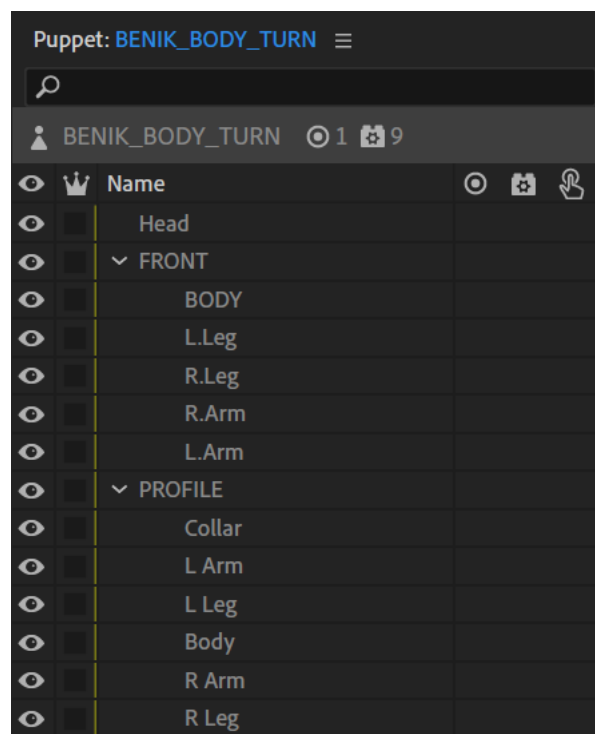 Puppet: BENIK_BODY_TURN
BENIK_BODY_TURN 1 9
Name
Head
FRONT
BODY
L.Leg
R.Leg
R.Arm
L.Arm
PROFILE
Collar
L Arm
L Leg
Body
R Arm
R Leg